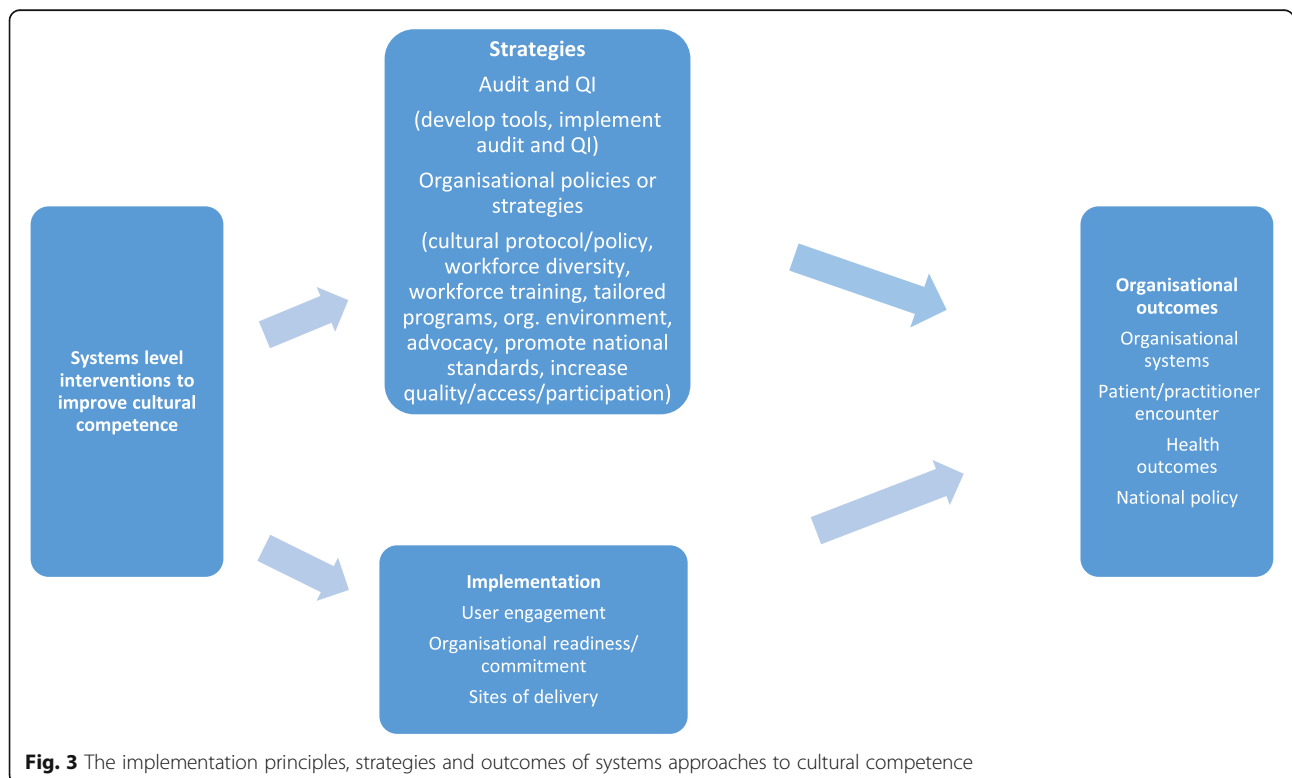 Systems level
interventions to
improve cultural
competence
Strategies
Audit and QI
(develop tools, implement
audit and QI)
Organisational policies or
strategies
(cultural protocol/policy,
workforce diversity,
workforce training, tailored
programs, org. environment,
advocacy, promote national
standards, increase
quality/access/participation)
Implementation
User engagement
Organisational readiness/
commitment
Sites of delivery
Organisational
outcomes
Organisational
systems
Patient/practitioner
encounter
Health
outcomes
National policy
Fig. 3 The implementation principles, strategies and outcomes of systems approaches to cultural competence